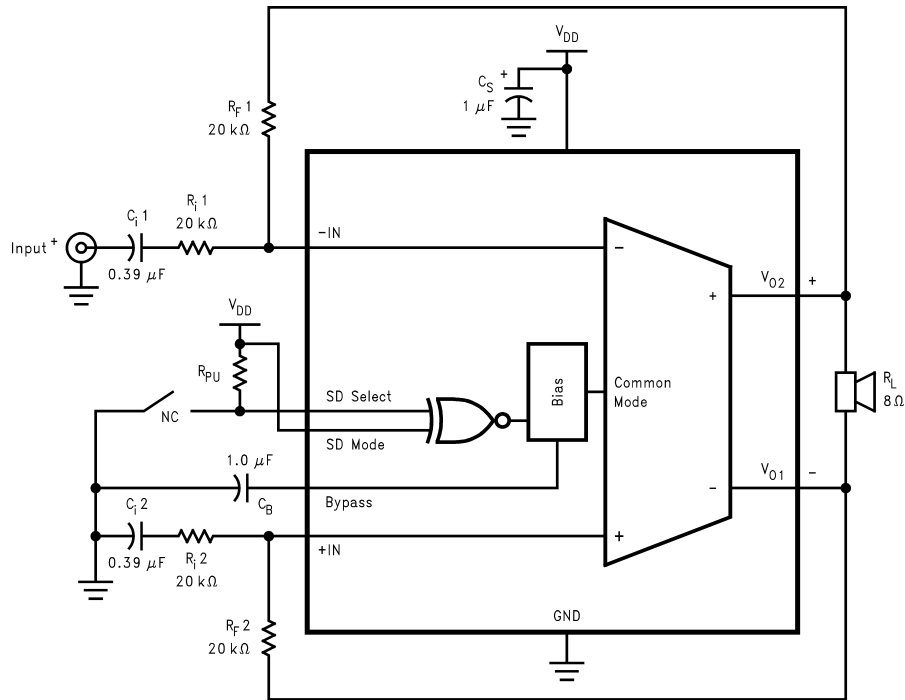 V_DD
C_S
+
1 µF
R_F 1
20 kΩ
R_i 1
20 kΩ
C_i 1
Input
+
0.39 µF
-IN
-
V_O2
+
+
V_DD
R_PU
SD Select
Bias
Common
Mode
R_L
8Ω
NC
SD Mode
1.0 µF
C_B
Bypass
V_O1
-
-
C_i 2
0.39 µF
R_i 2
20 kΩ
+IN
+
GND
R_F 2
20 kΩ